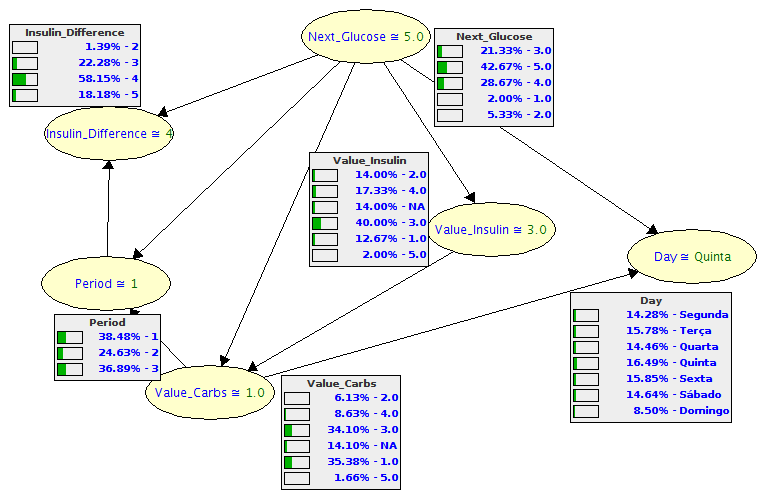 Insulin_Difference
1.39% - 2
22.28% - 3
58.15% - 4
18.18% - 5
Next_Glucose ≅ 5.0
Next_Glucose
21.33% - 3.0
42.67% - 5.0
28.67% - 4.0
2.00% - 1.0
5.33% - 2.0
Insulin_Difference ≅ 4
Value_Insulin
14.00% - 2.0
17.33% - 4.0
14.00% - NA
40.00% - 3.0
12.67% - 1.0
2.00% - 5.0
Value_Insulin ≅ 3.0
Day ≅ Quinta
Period ≅ 1
Day
14.28% - Segunda
15.78% - Terça
14.46% - Quarta
16.49% - Quinta
15.85% - Sexta
14.64% - Sábado
8.50% - Domingo
Period
38.48% - 1
24.63% - 2
36.89% - 3
Value_Carbs ≅ 1.0
Value_Carbs
6.13% - 2.0
8.63% - 4.0
34.10% - 3.0
14.10% - NA
35.38% - 1.0
1.66% - 5.0